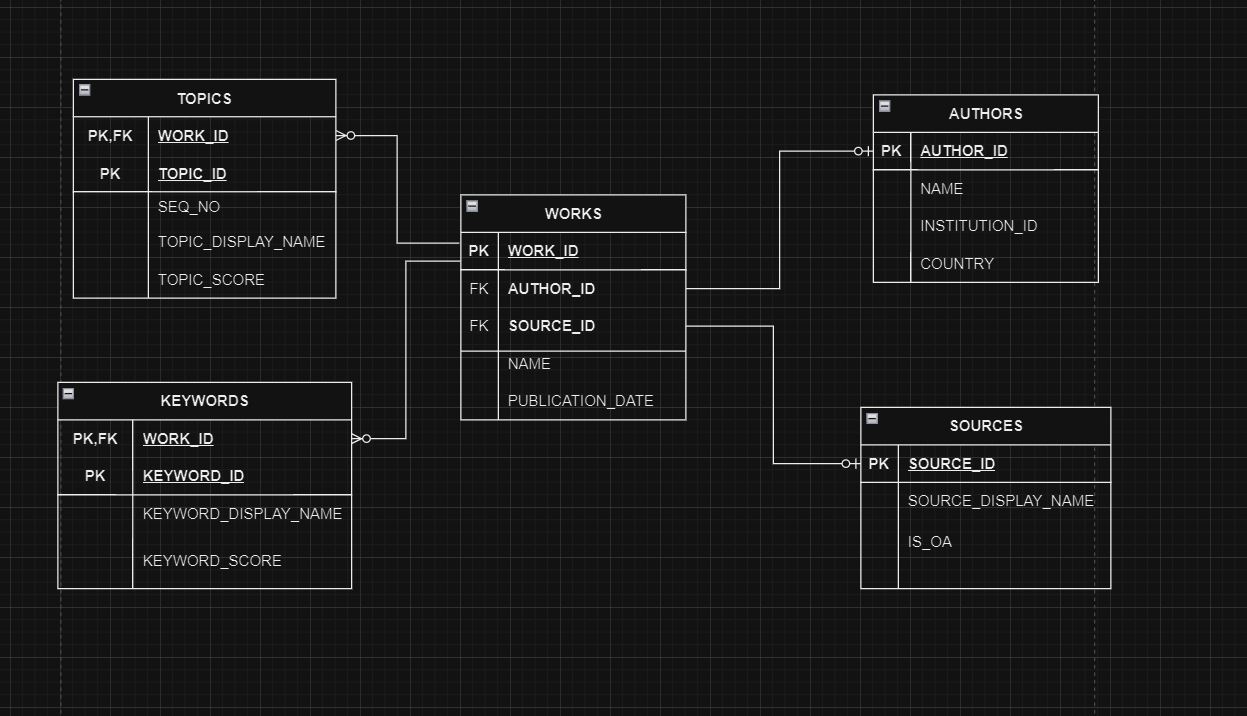 TOPICS
PK,FK WORK_ID
PK TOPIC_ID
SEQ_NO
TOPIC_DISPLAY_NAME
TOPIC_SCORE
KEYWORDS
PK,FK WORK_ID
PK KEYWORD_ID
KEYWORD_DISPLAY_NAME
KEYWORD_SCORE
WORKS
PK WORK_ID
FK AUTHOR_ID
FK SOURCE_ID
NAME
PUBLICATION_DATE
AUTHORS
PK AUTHOR_ID
NAME
INSTITUTION_ID
COUNTRY
SOURCES
PK SOURCE_ID
SOURCE_DISPLAY_NAME
IS_OA